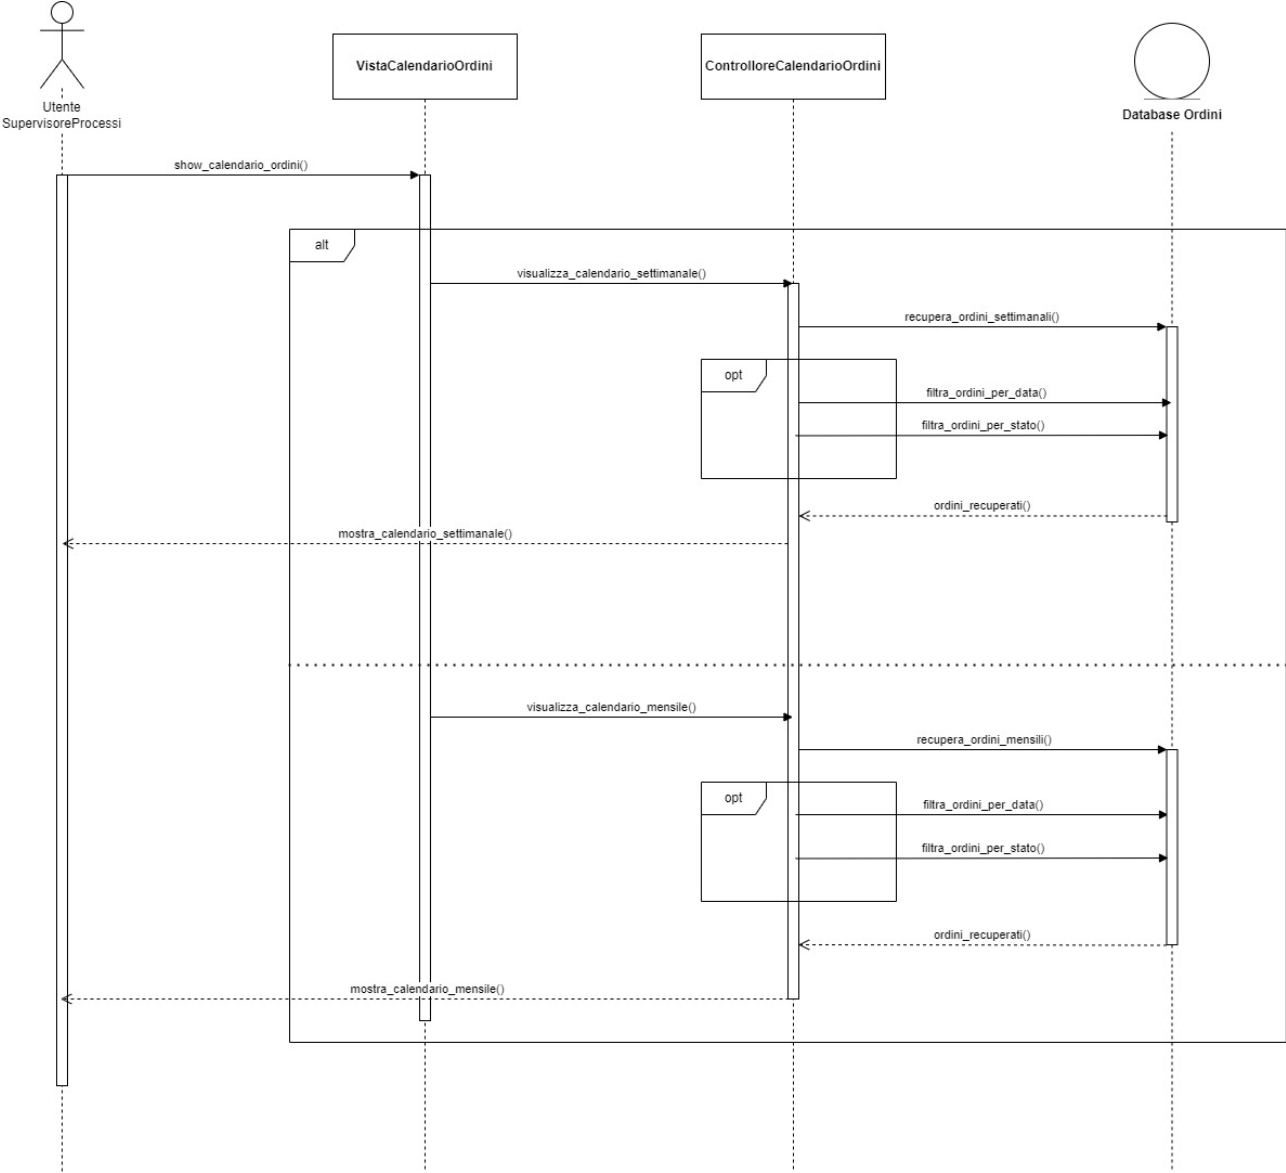 VistaCalendarioOrdini
ControlloreCalendarioOrdini
Utente
SupervisoreProcessi
Database Ordini
show_calendario_ordini()
alt
visualizza_calendario_settimanale()
recupera_ordini_settimanali()
opt
filtra_ordini_per_data()
filtra_ordini_per_stato()
ordini_recuperati()
mostra_calendario_settimanale()
visualizza_calendario_mensile()
recupera_ordini_mensili()
opt
filtra_ordini_per_data()
filtra_ordini_per_stato()
ordini_recuperati()
mostra_calendario_mensile()